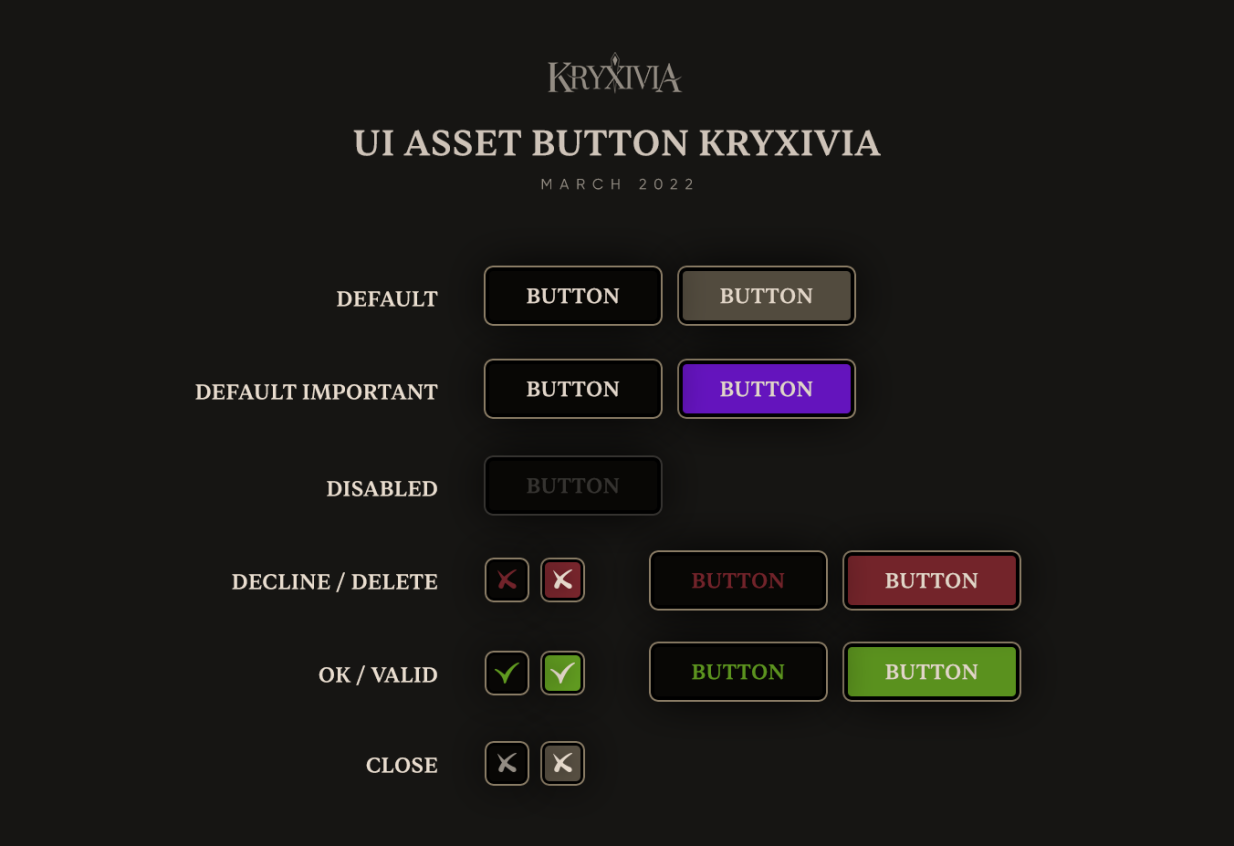 KRYXIVIA
UI ASSET BUTTON KRYXIVIA
MARCH 2022
DEFAULT BUTTON BUTTON
DEFAULT IMPORTANT BUTTON BUTTON
DISABLED BUTTON
DECLINE / DELETE BUTTON BUTTON
OK / VALID BUTTON BUTTON
CLOSE